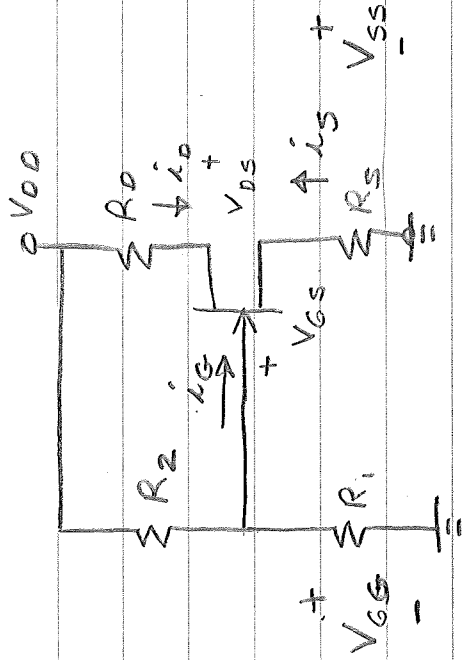 VDD
R2
RD
iD
+
VDS
iG
+
VGS
iS
+
VGG
-
R1
RS
+
VSS
-